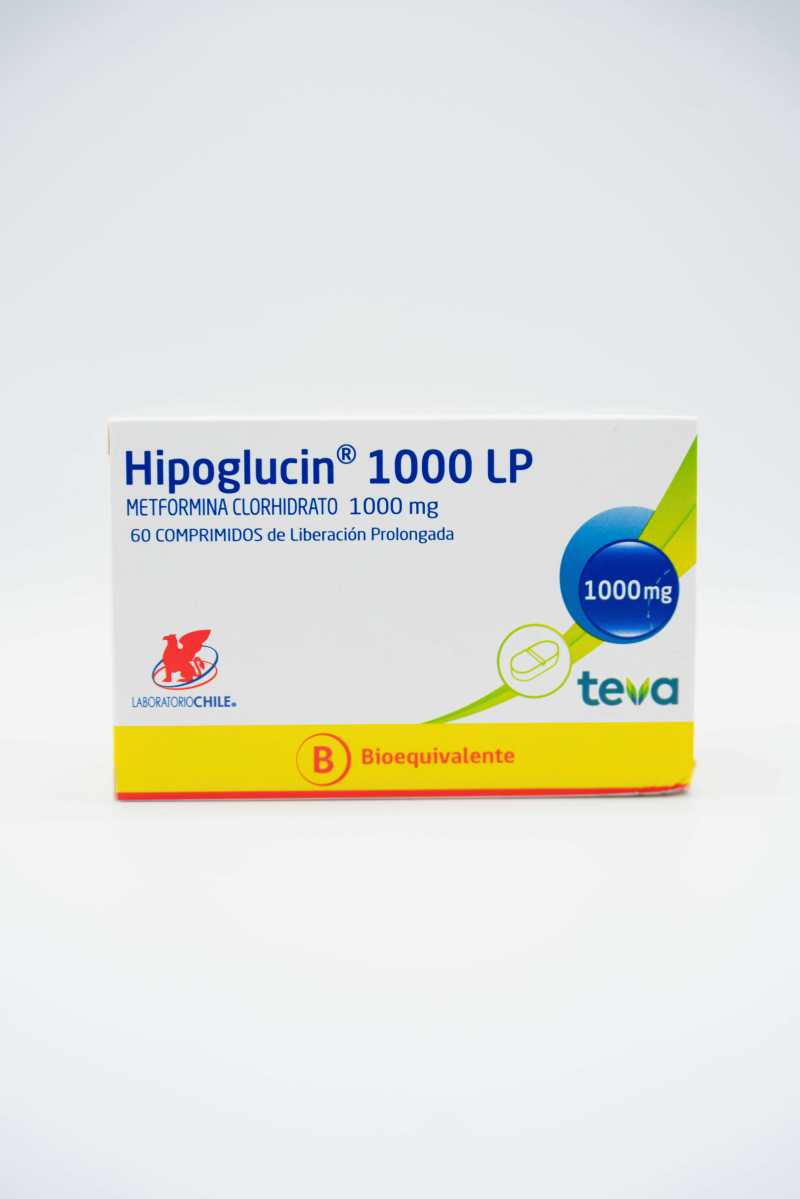 Hipoglucin® 1000 LP
METFORMINA CLORHIDRATO 1000 mg
60 COMPRIMIDOS de Liberación Prolongada
1000mg
LABORATORIOCHILE®
teva
B Bioequivalente